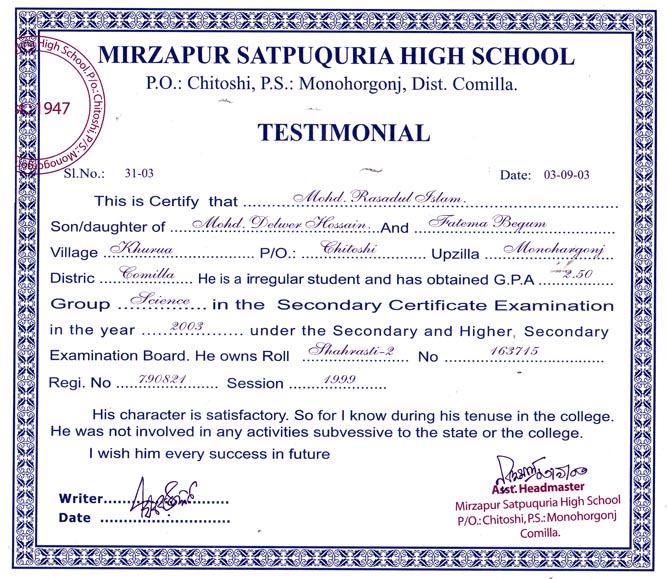 MIRZAPUR SATPUQURIA HIGH SCHOOL
P.O.: Chitoshi, P.S.: Monohorgonj, Dist. Comilla.
High School, P/o: Chitoshi, P/S.: Monohorgonj
1947
TESTIMONIAL
Sl.No.: 31-03 Date: 03-09-03
This is Certify that Mohd. Rasadul Islam.
Son/daughter of Mohd. Delwer Hossain And Fatema Begum
Village Khurua P/O.: Chitoshi Upzilla Monohargonj
Distric Comilla He is a irregular student and has obtained G.P.A 2.50
Group Science in the Secondary Certificate Examination
in the year 2003 under the Secondary and Higher, Secondary
Examination Board. He owns Roll Shahrasti-2 No 163715
Regi. No 790821 Session 1999
His character is satisfactory. So for I know during his tenuse in the college.
He was not involved in any activities subvessive to the state or the college.
I wish him every success in future
Writer
Date
Asst. Headmaster
Mirzapur Satpuquria High School
P/O.: Chitoshi, P.S.: Monohorgonj
Comilla.